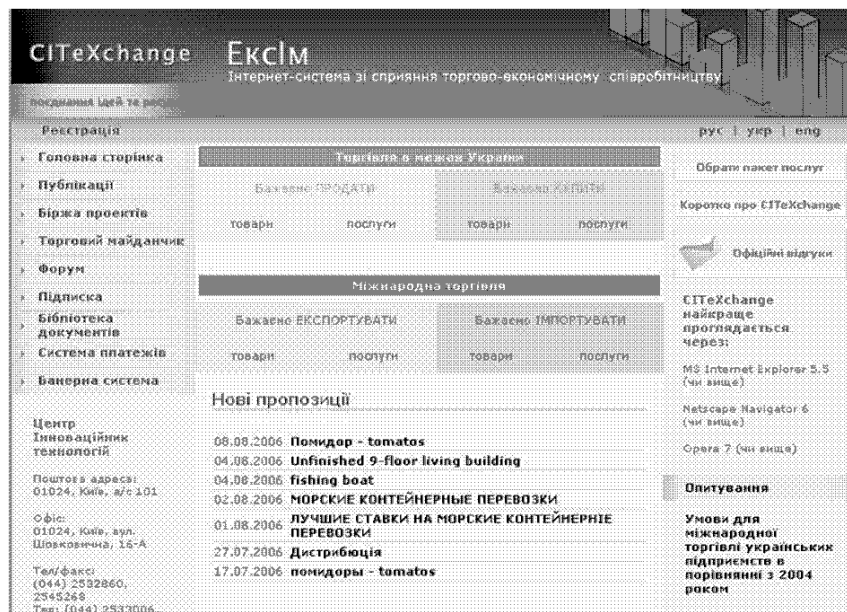 CITeXchange
ЕксІм
Інтернет-система зі сприяння торгово-економічному співробітництву
поєднання ідей та
Реєстрація
рус | укр | eng
Головна сторінка
Публікації
Біржа проектів
Торговий майданчик
Форум
Підписка
Бібліотека
документів
Система платежів
Банерна система
Центр
Інноваційник
технологій
Поштова адреса:
01024, Київ, а/с 101
Офіс:
01024, Київ, вул.
Шовковична, 16-А
Тел/факс:
(044) 2532860,
2545268
Тел: (044) 2533006,
Торгівля в межах України
Бажаємо ПРОДАТИ
Бажаємо КУПИТИ
товари послуги товари послуги
Міжнародна торгівля
Бажаємо ЕКСПОРТУВАТИ
Бажаємо ІМПОРТУВАТИ
товари послуги товари послуги
Нові пропозиції
08.08.2006 Помидор - tomatos
04.08.2006 Unfinished 9-floor living building
04.08.2006 fishing boat
02.08.2006 МОРСКИЕ КОНТЕЙНЕРНЫЕ ПЕРЕВОЗКИ
01.08.2006 ЛУЧШИЕ СТАВКИ НА МОРСКИЕ КОНТЕЙНЕРНІЕ
ПЕРЕВОЗКИ
27.07.2006 Дистрибюція
17.07.2006 помидоры - tomatos
Обрати пакет послуг
Коротко про CITeXchange
Офіційні відгуки
CITeXchange
найкраще
проглядається
через:
MS Internet Explorer 5.5
(чи вище)
Netscape Navigator 6
(чи вище)
Opera 7 (чи вище)
Опитування
Умови для
міжнародної
торгівлі українських
підприємств в
порівнянні з 2004
роком